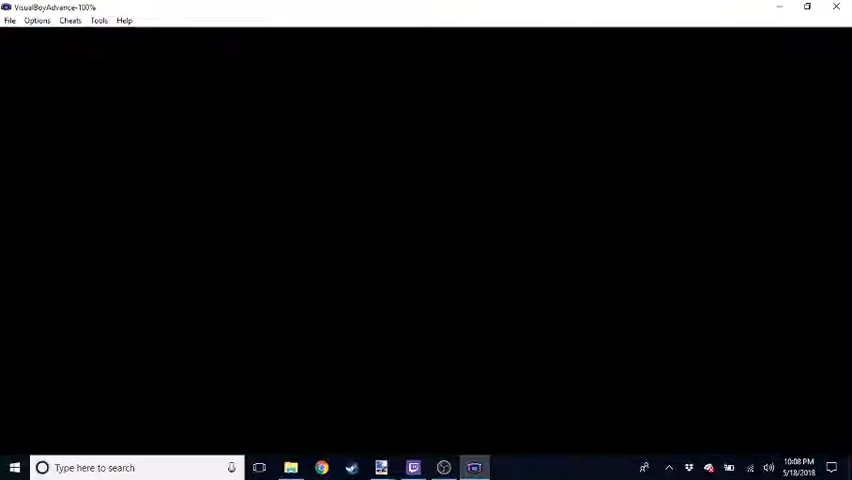 VisualBoyAdvance-100%
File Options Cheats Tools Help
Type here to search
10:08 PM
5/18/2018